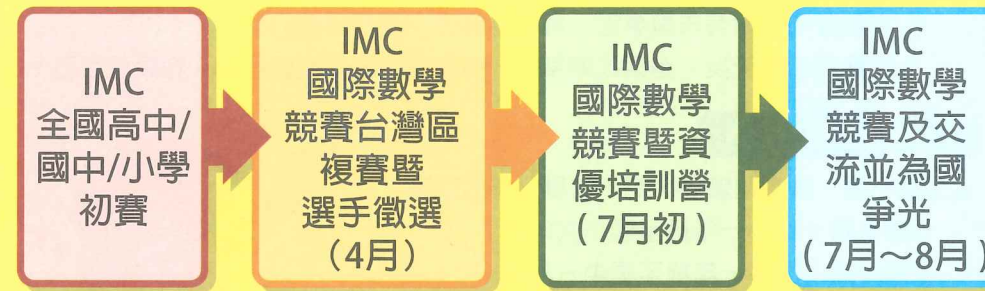 IMC
全國高中/
國中/小學
初賽
IMC
國際數學
競賽台灣區
複賽暨
選手徵選
（4月）
IMC
國際數學
競賽暨資
優培訓營
（7月初）
IMC
國際數學
競賽及交
流並為國
爭光
（7月～8月）